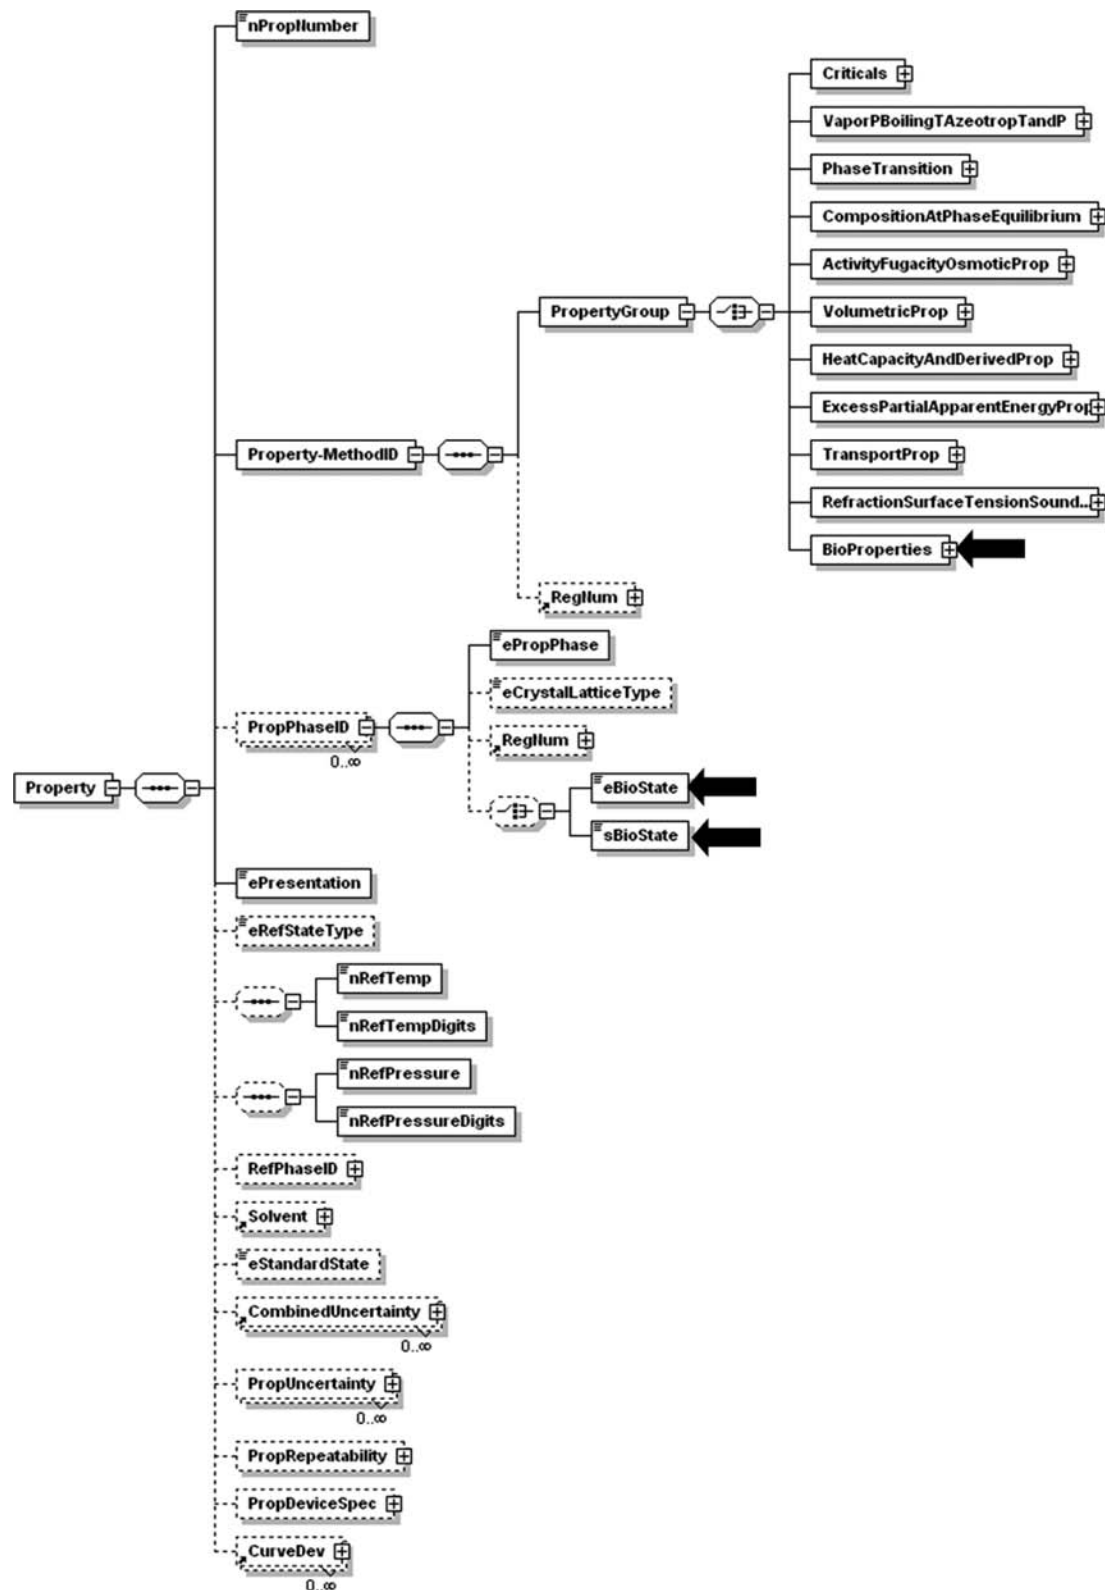 nPropNumber
Criticals
VaporPBoilingTAzeotropTandP
PhaseTransition
CompositionAtPhaseEquilibrium
ActivityFugacityOsmoticProp
PropertyGroup
VolumetricProp
HeatCapacityAndDerivedProp
ExcessPartialApparentEnergyProp
Property-MethodID
TransportProp
RefractionSurfaceTensionSound...
BioProperties
RegNum
ePropPhase
eCrystalLatticeType
PropPhaseID
0..∞
RegNum
Property
eBioState
sBioState
ePresentation
eRefStateType
nRefTemp
nRefTempDigits
nRefPressure
nRefPressureDigits
RefPhaseID
Solvent
eStandardState
CombinedUncertainty
0..∞
PropUncertainty
0..∞
PropRepeatability
PropDeviceSpec
CurveDev
0..∞